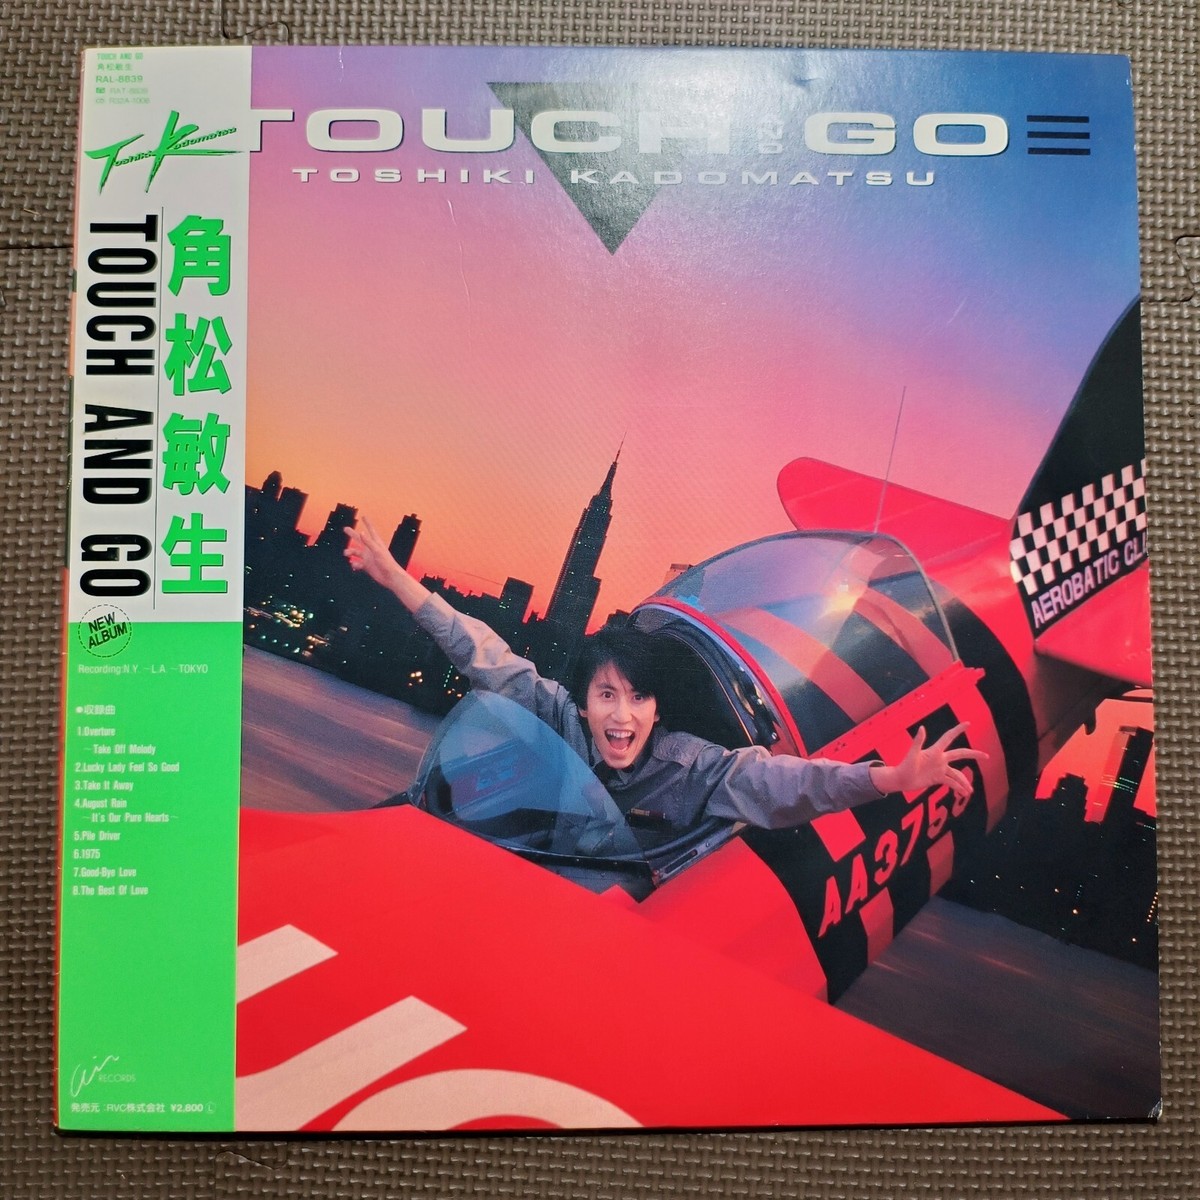 TOUCH AND GO
角松敏生
RAL-8839
Toshiki Kadomatsu
角松敏生
TOUCH AND GO
NEW
ALBUM
Recording:N.Y. ~L.A. ~TOKYO
●収録曲
1.Overture
~Take Off Melody
2.Lucky Lady Feel So Good
3.Take It Away
4.August Rain
~It's Our Pure Hearts~
5.Pile Driver
6.1975
7.Good-Bye Love
8.The Best Of Love
air
RECORDS
発売元:RVC株式会社 ¥2,800 Ⓛ
TOUCH AND GO
TOSHIKI KADOMATSU
AEROBATIC CL
AA3750